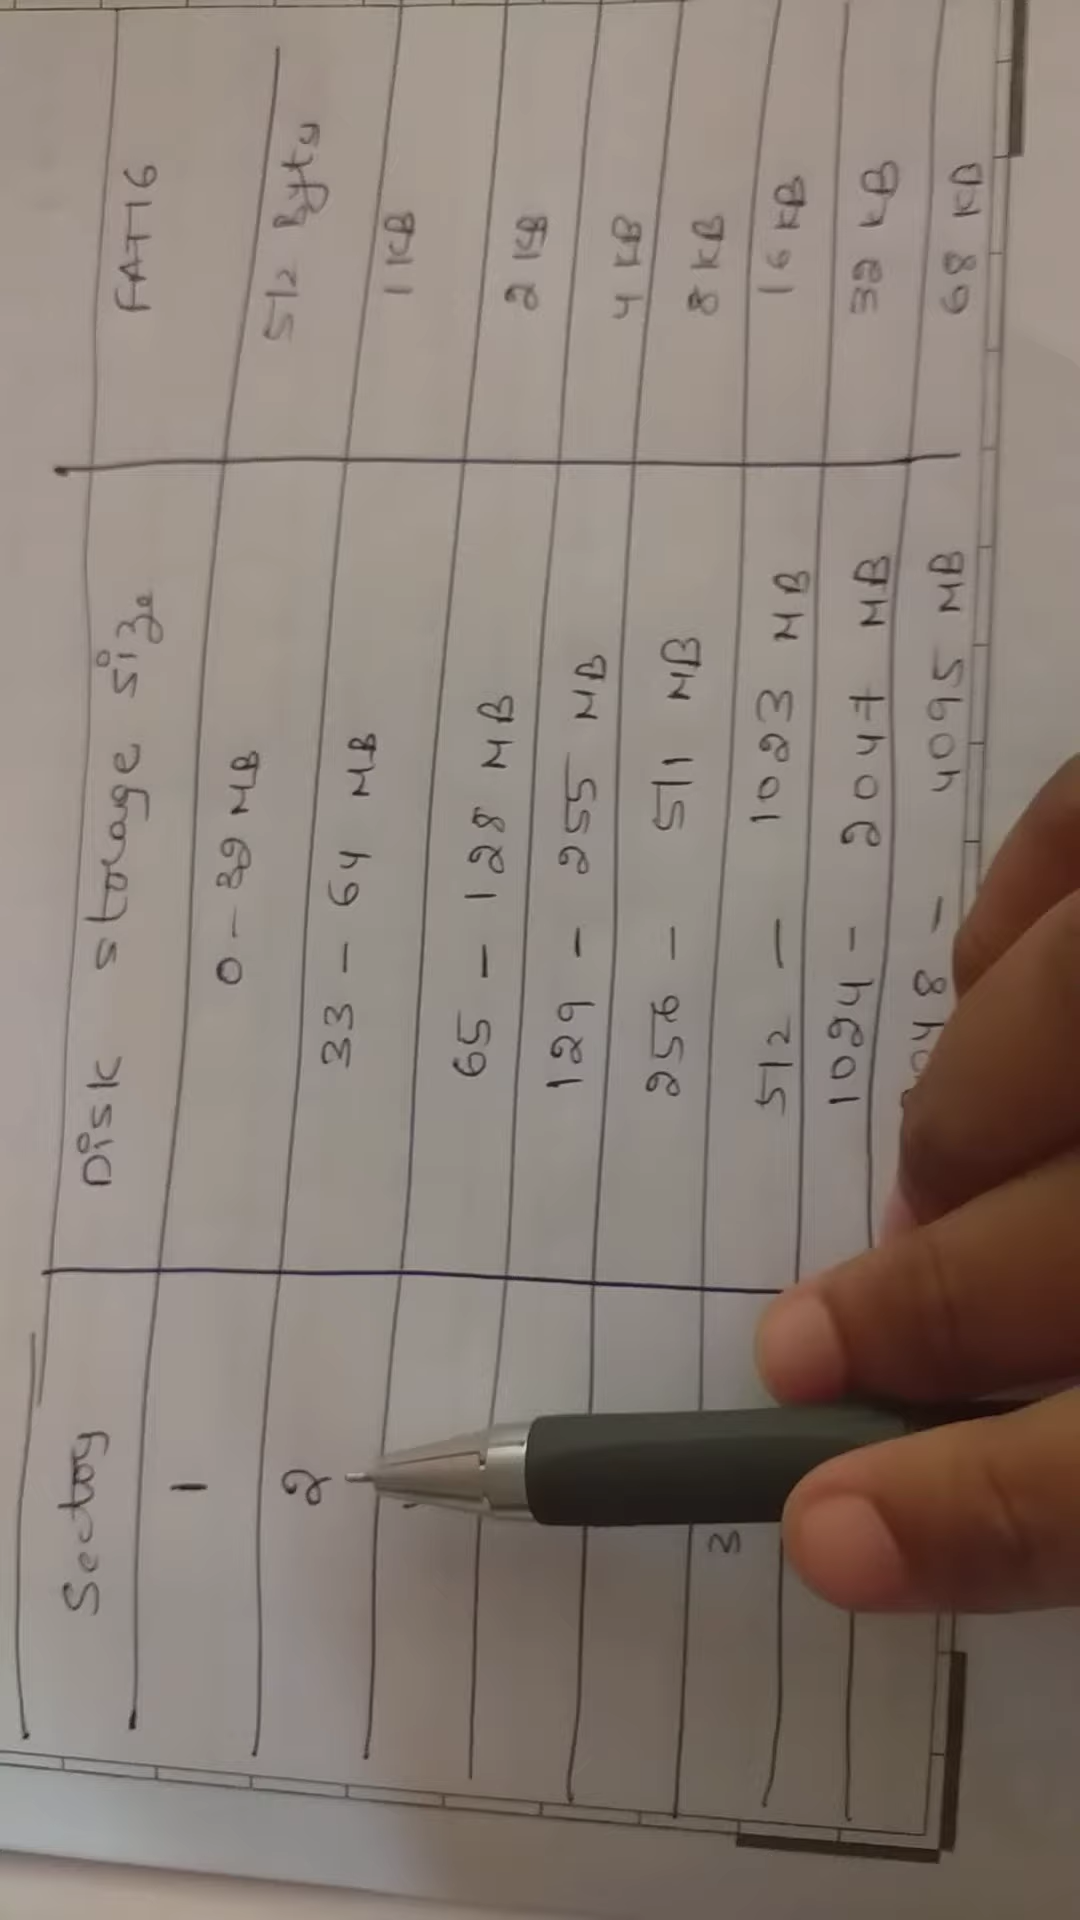 Sector Disk storage size FAT16
1 0-32 MB 512 Byts
2 33 - 64 MB 1 KB
65 - 128 MB 2 KB
129 - 255 MB 4 KB
256 - 511 MB 8 KB
3 512 - 1023 MB 16 KB
1024 - 2047 MB 32 KB
4095 MB 68 KB